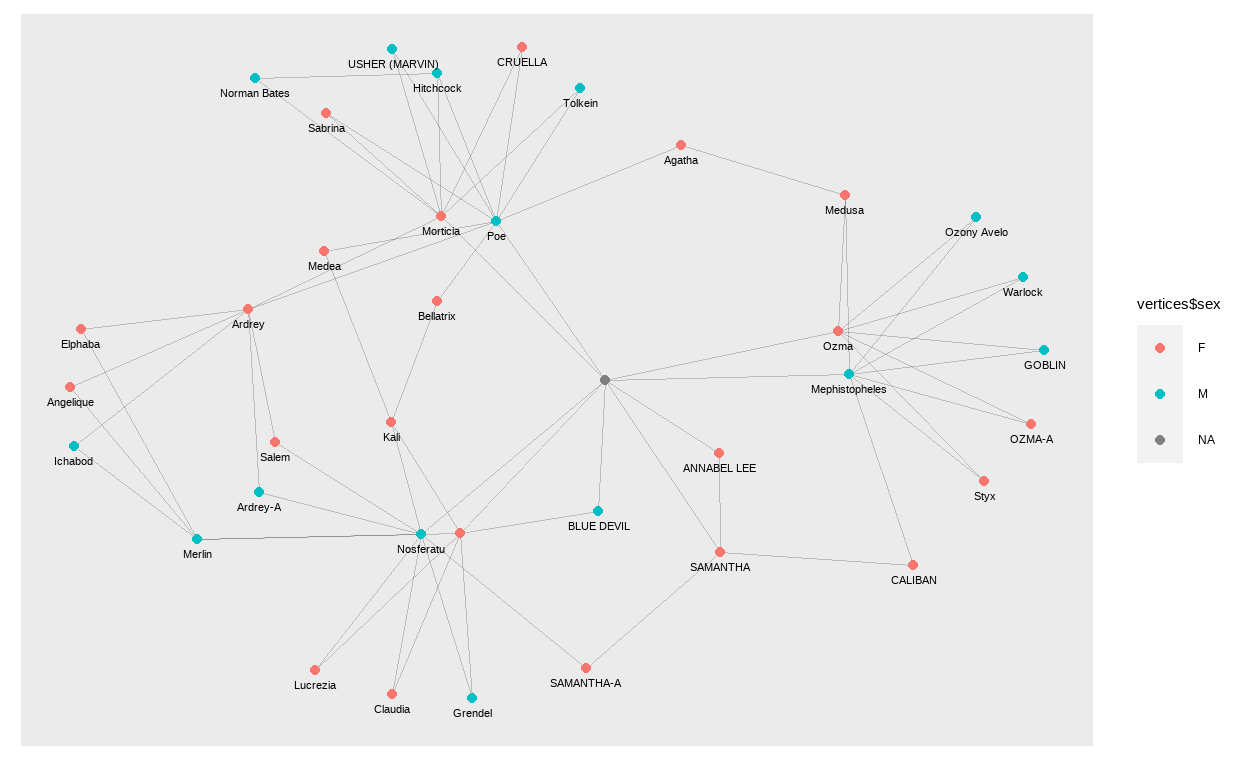 USHER (MARVIN)
CRUELLA
Norman Bates
Hitchcock
Tolkein
Sabrina
Agatha
Medusa
Morticia
Poe
Ozony Avelo
Medea
Warlock
vertices$sex
Bellatrix
Ardrey
Elphaba
Ozma
F
GOBLIN
Mephistopheles
M
Angelique
Kali
OZMA-A
NA
Salem
Ichabod
ANNABEL LEE
Styx
Ardrey-A
BLUE DEVIL
Nosferatu
Merlin
SAMANTHA
CALIBAN
Lucrezia
SAMANTHA-A
Claudia
Grendel